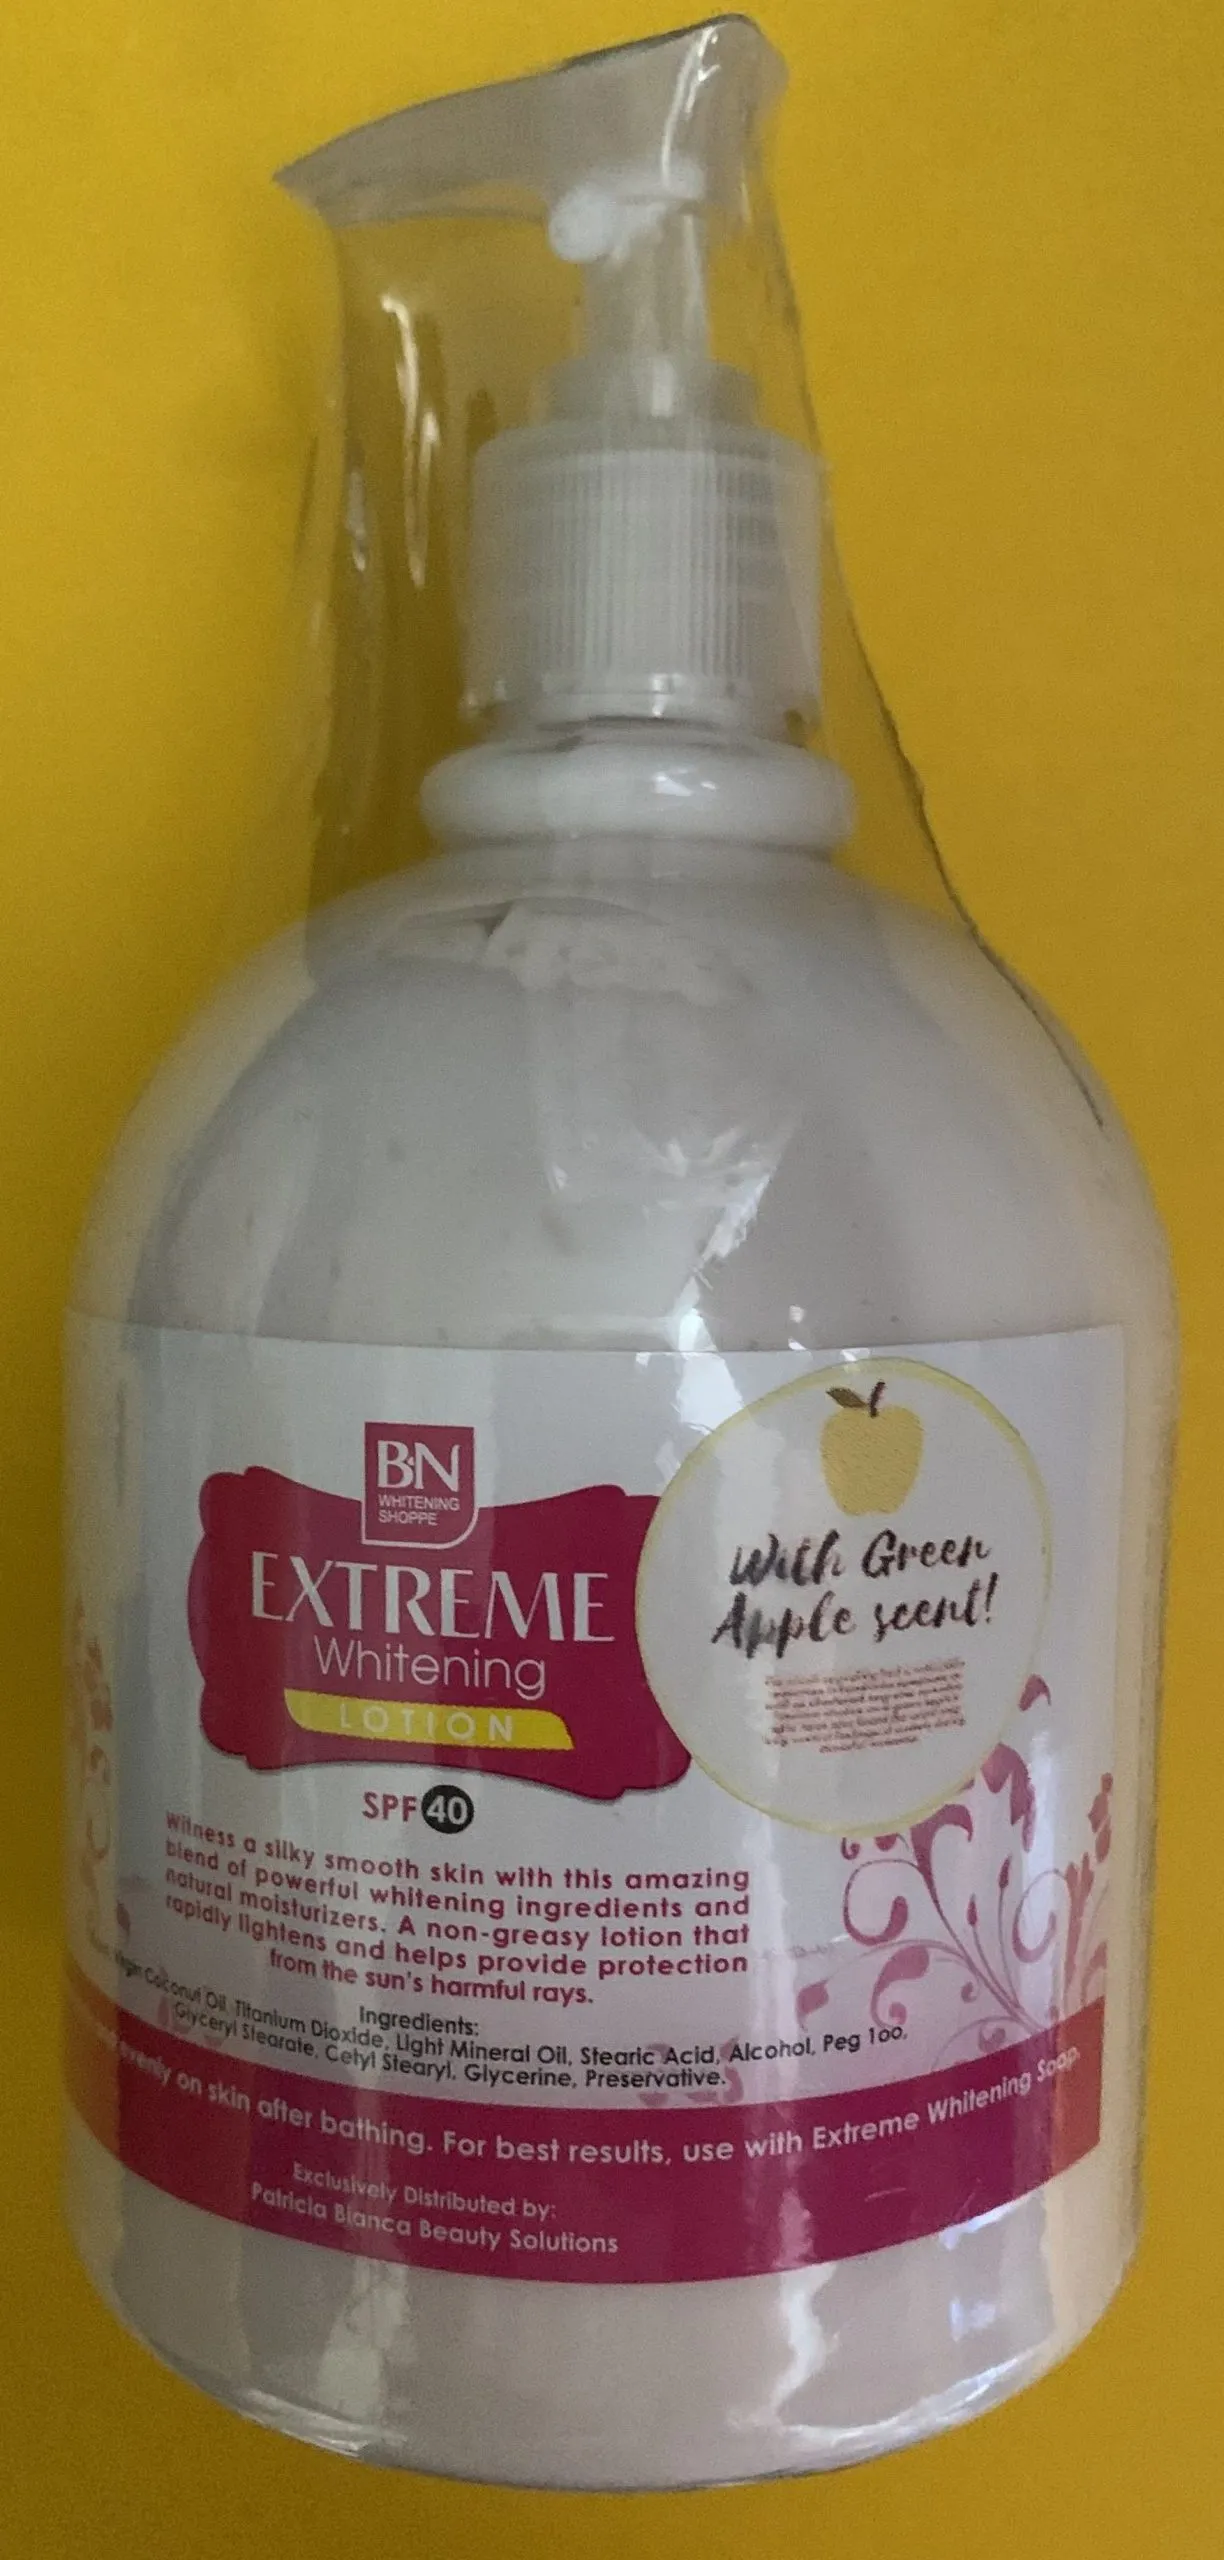 B·N
WHITENING
SHOPPE
EXTREME
Whitening
LOTION
SPF 40
With Green
Apple scent!
Witness a silky smooth skin with this amazing
blend of powerful whitening ingredients and
natural moisturizers. A non-greasy lotion that
rapidly lightens and helps provide protection
from the sun's harmful rays.
Ingredients:
Virgin Coconut Oil, Titanium Dioxide, Light Mineral Oil, Stearic Acid, Alcohol, Peg 100,
Glyceryl Stearate, Cetyl Stearyl, Glycerine, Preservative.
evenly on skin after bathing. For best results, use with Extreme Whitening Soap.
Exclusively Distributed by:
Patricia Bianca Beauty Solutions